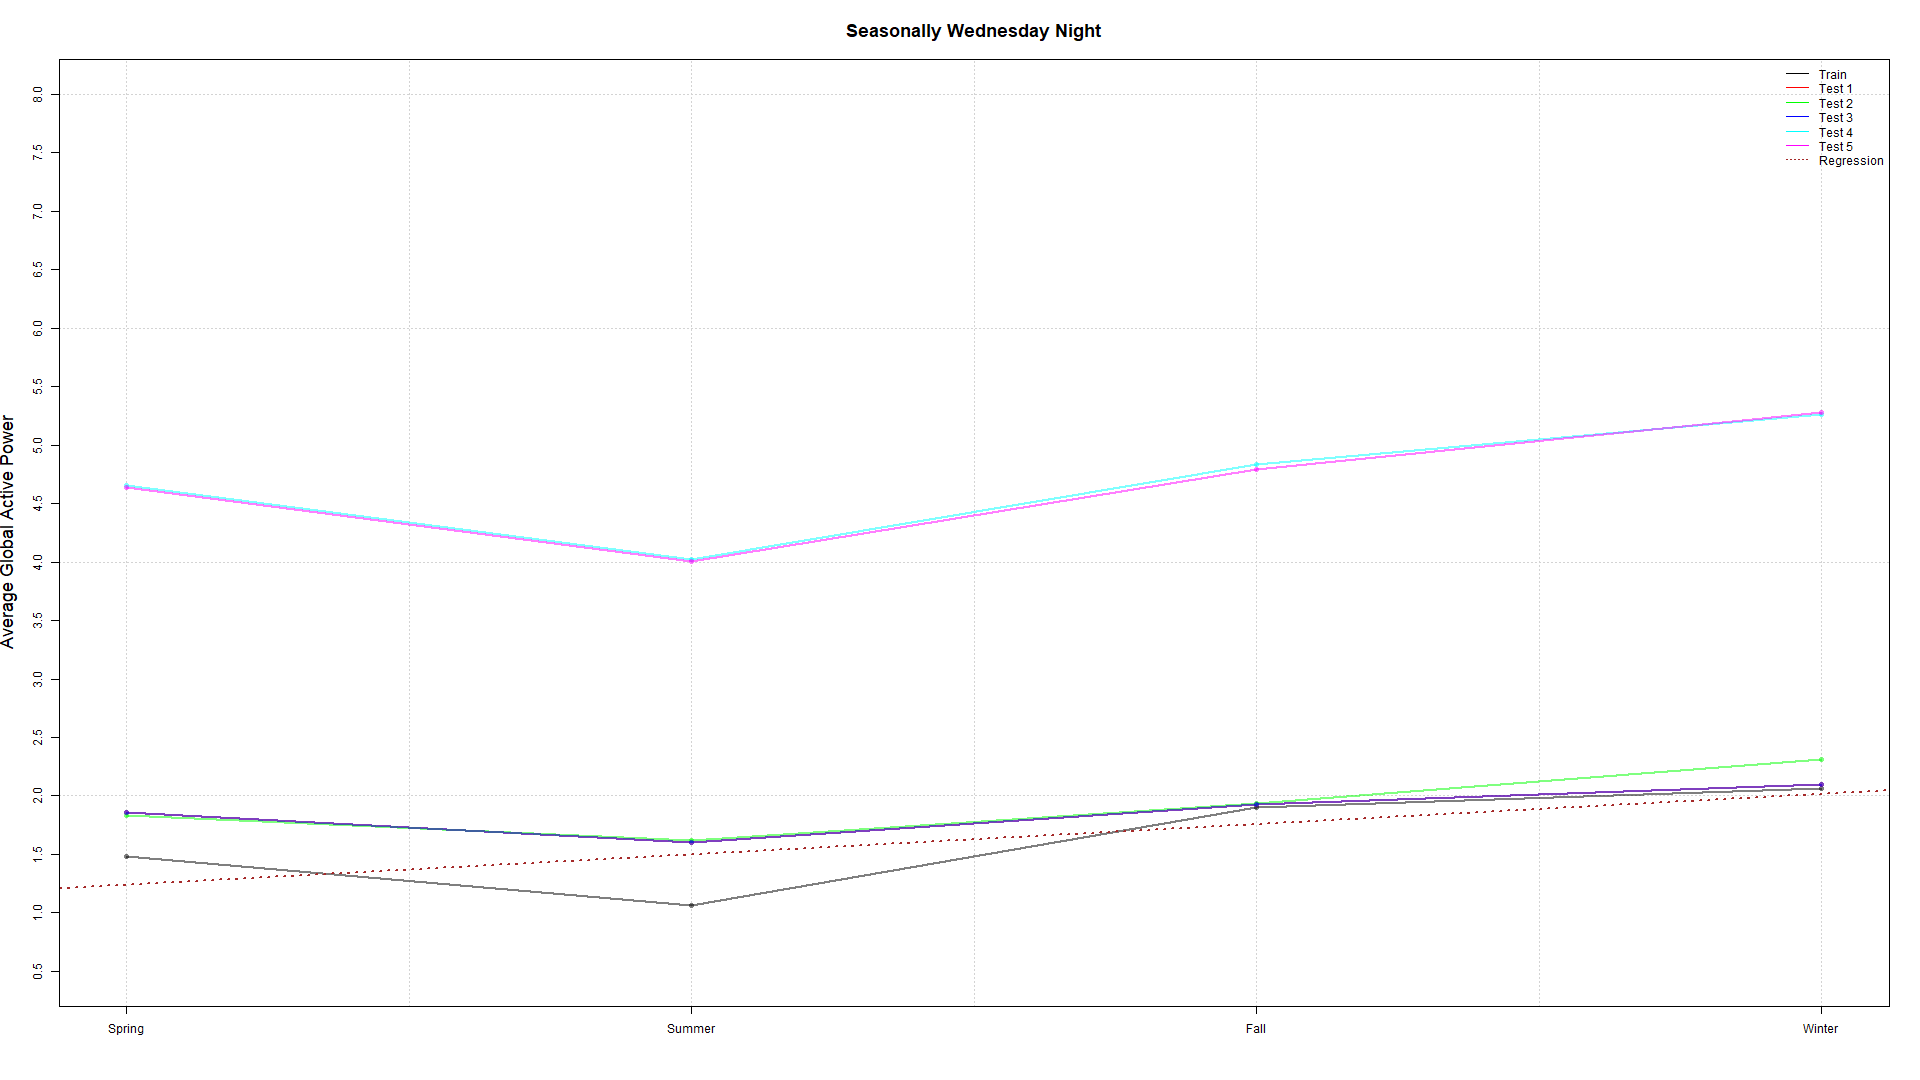 Seasonally Wednesday Night
Train
Test 1
Test 2
Test 3
Test 4
Test 5
Regression
Average Global Active Power
8.0
7.5
7.0
6.5
6.0
5.5
5.0
4.5
4.0
3.5
3.0
2.5
2.0
1.5
1.0
0.5
Spring Summer Fall Winter